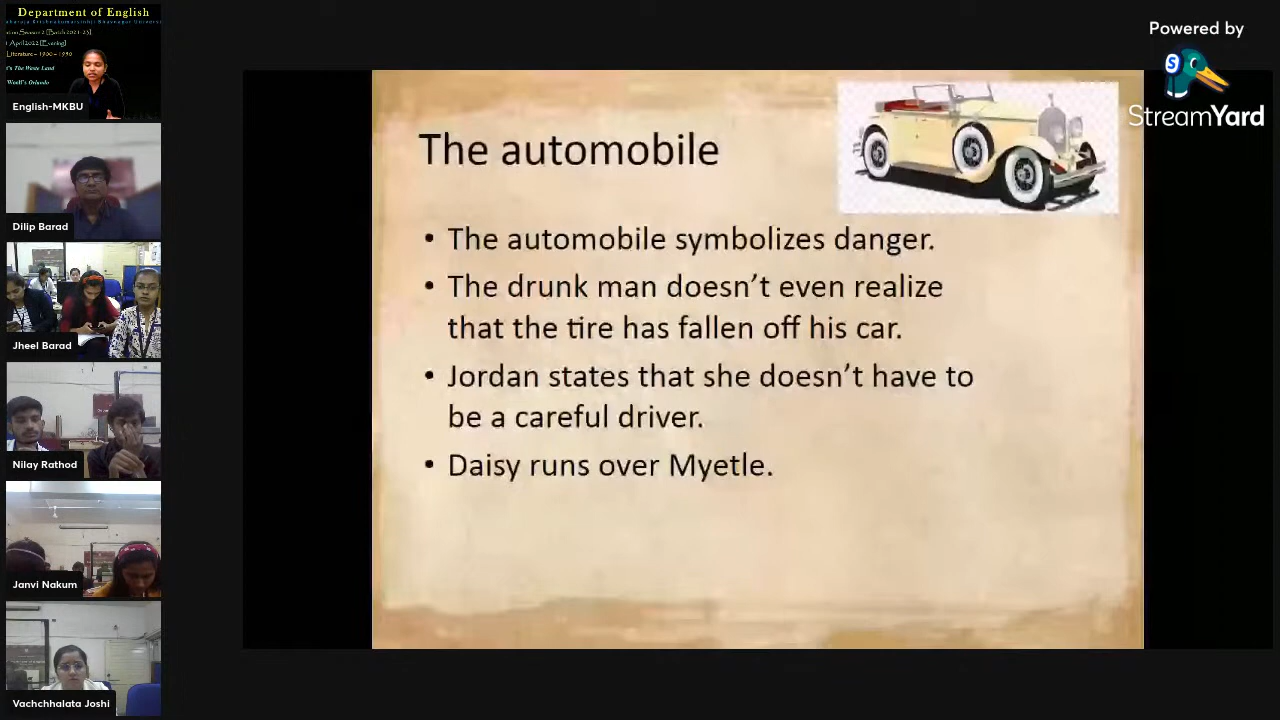 Department of English
English-MKBU
Dilip Barad
Jheel Barad
Nilay Rathod
Janvi Nakum
Vachchhalata Joshi
The automobile
• The automobile symbolizes danger.
• The drunk man doesn't even realize
that the tire has fallen off his car.
• Jordan states that she doesn't have to
be a careful driver.
• Daisy runs over Myetle.
Powered by
S
StreamYard